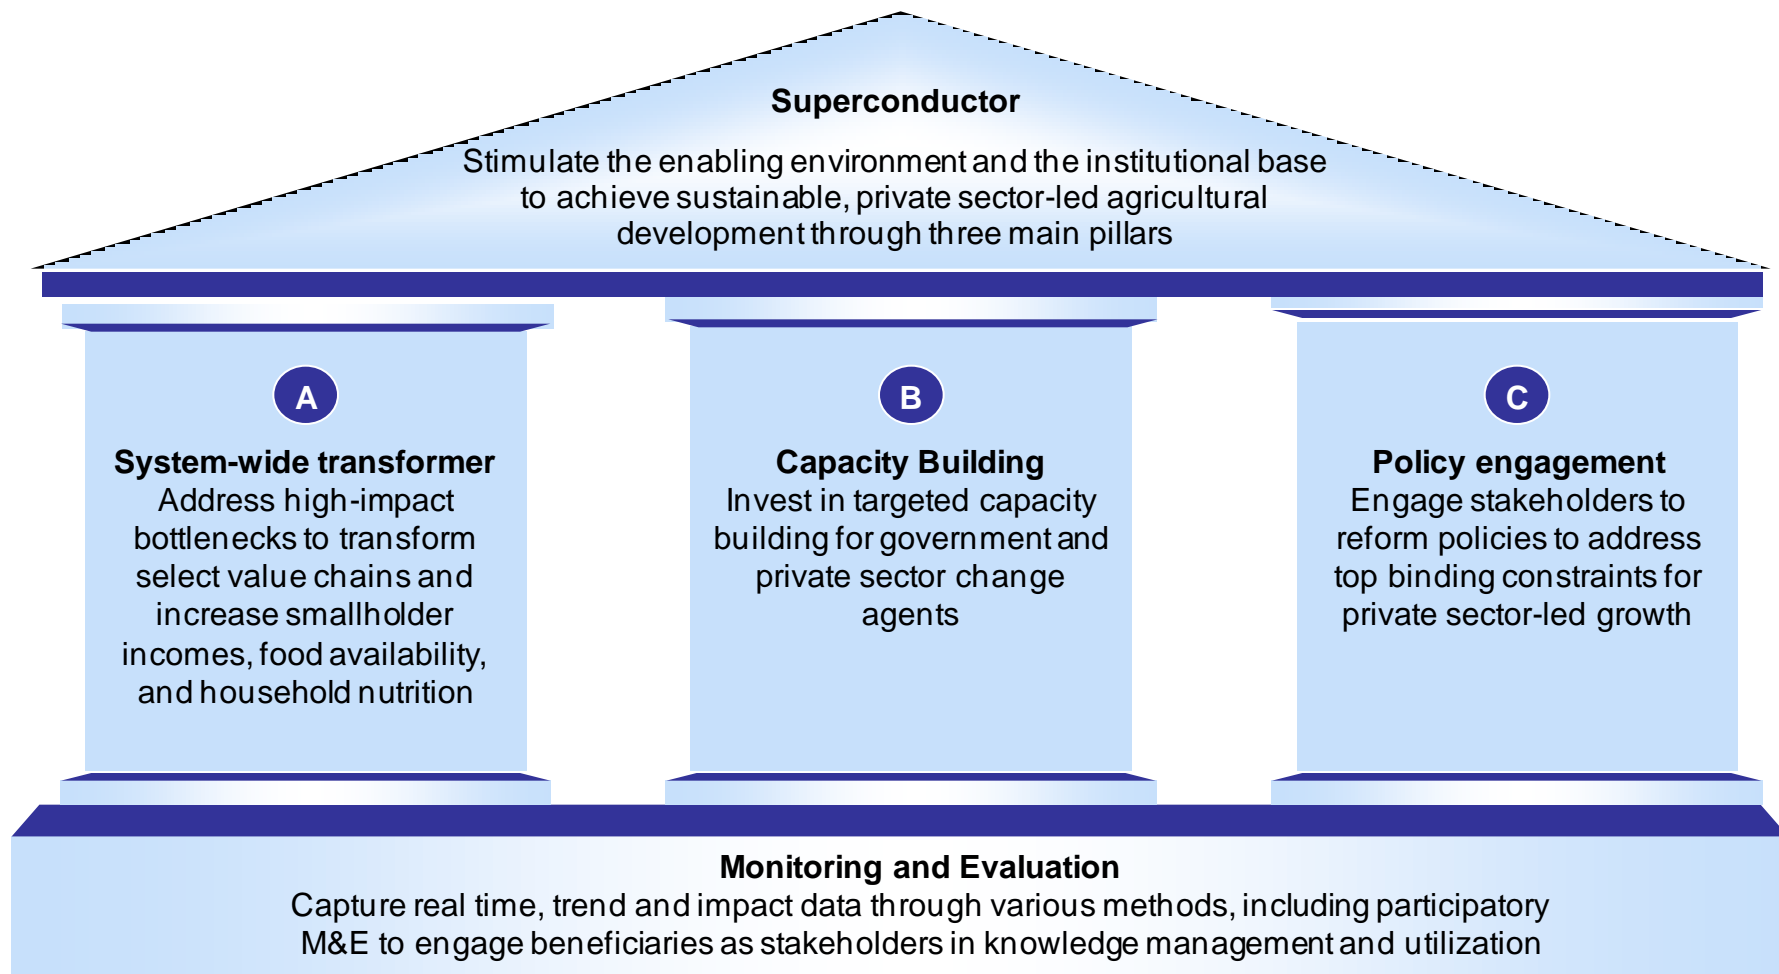 Superconductor
Stimulate the enabling environment and the institutional base
to achieve sustainable, private sector-led agricultural
development through three main pillars
A
System-wide transformer
Address high-impact
bottlenecks to transform
select value chains and
increase smallholder
incomes, food availability,
and household nutrition
B
Capacity Building
Invest in targeted capacity
building for government and
private sector change
agents
C
Policy engagement
Engage stakeholders to
reform policies to address
top binding constraints for
private sector-led growth
Monitoring and Evaluation
Capture real time, trend and impact data through various methods, including participatory
M&E to engage beneficiaries as stakeholders in knowledge management and utilization